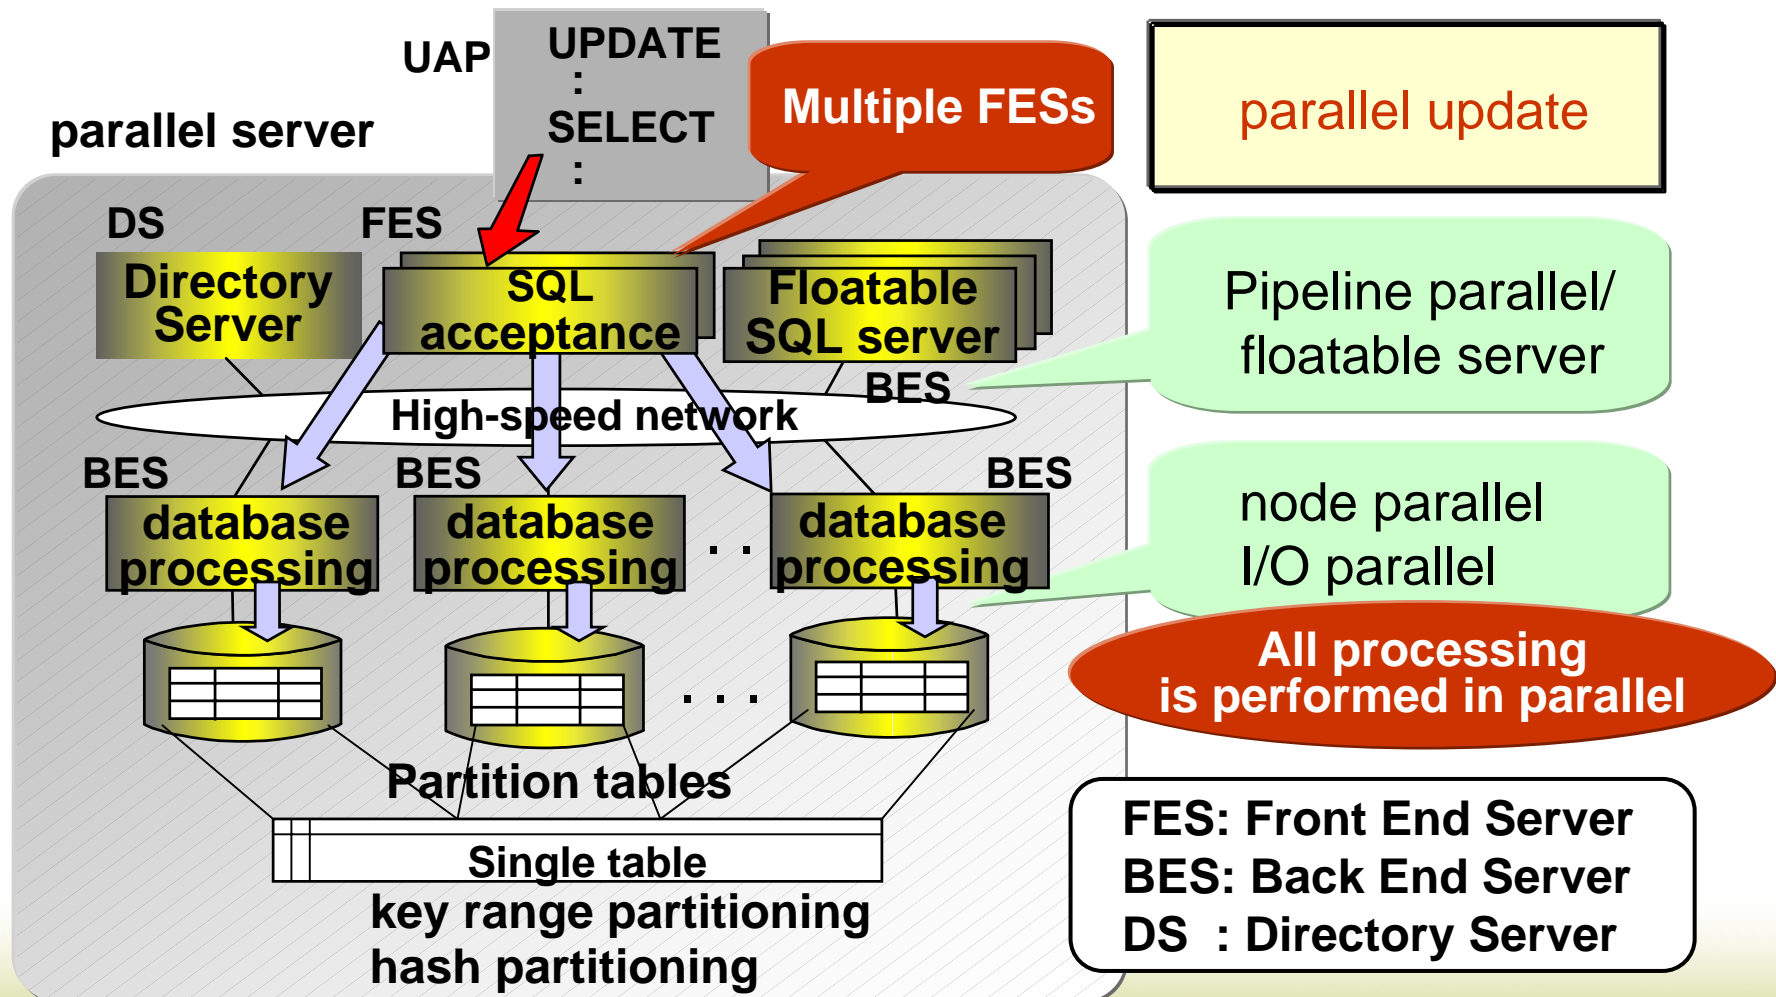 UAP
UPDATE
:
SELECT
:
Multiple FESs
parallel update
parallel server
DS
FES
Directory
Server
SQL
acceptance
Floatable
SQL server
BES
Pipeline parallel/
floatable server
High-speed network
BES
BES
BES
database
processing
database
processing
. .
database
processing
node parallel
I/O parallel
. . .
All processing
is performed in parallel
Partition tables
Single table
key range partitioning
hash partitioning
FES: Front End Server
BES: Back End Server
DS : Directory Server